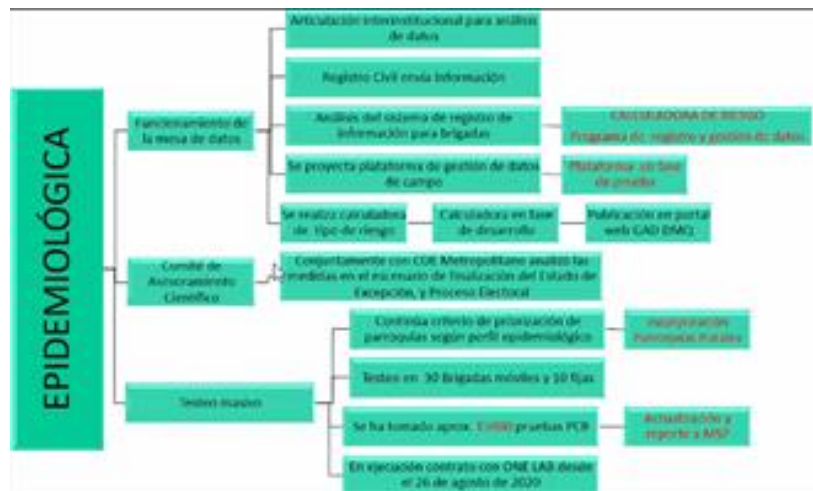 EPIDEMIOLÓGICA
Funcionamiento de
la mesa de datos
Articulación interinstitucional para análisis
de datos
Registro Civil envía información
Análisis del sistema de registro de
información para brigadas
CALCULADORA DE RIESGO
Programa de registro y gestión de datos
Se proyecta plataforma de gestión de datos
de campo
Plataforma en fase
de prueba
Se realiza calculadora
de tipo de riesgo
Calculadora en fase
de desarrollo
Publicación en portal
web GAD DMQ
Comité de
Asesoramiento
Científico
Conjuntamente con COE Metropolitano analizó las
medidas en el escenario de finalización del Estado de
Excepción, y Proceso Electoral
Testeo masivo
Continúa criterio de priorización de
parroquias según perfil epidemiológico
Incorporación
Parroquias Rurales
Testeo en 30 Brigadas móviles y 10 fijas
Se ha tomado aprox. pruebas PCR
Actualización y
reporte a MSP
En ejecución contrato con ONE LAB desde
el 26 de agosto de 2020